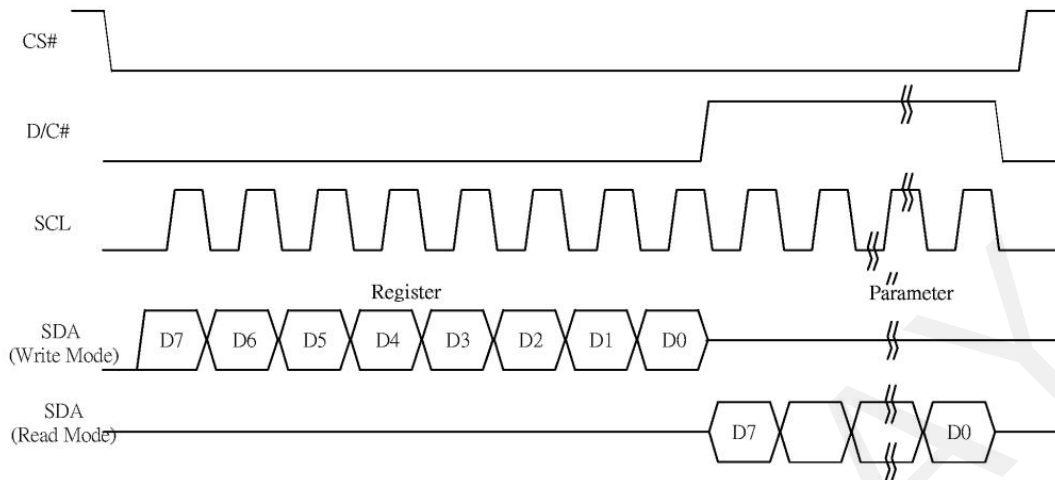 CS#
D/C#
SCL
Register
Parameter
SDA
(Write Mode)
D7 D6 D5 D4 D3 D2 D1 D0
SDA
(Read Mode)
D7 D0
AY